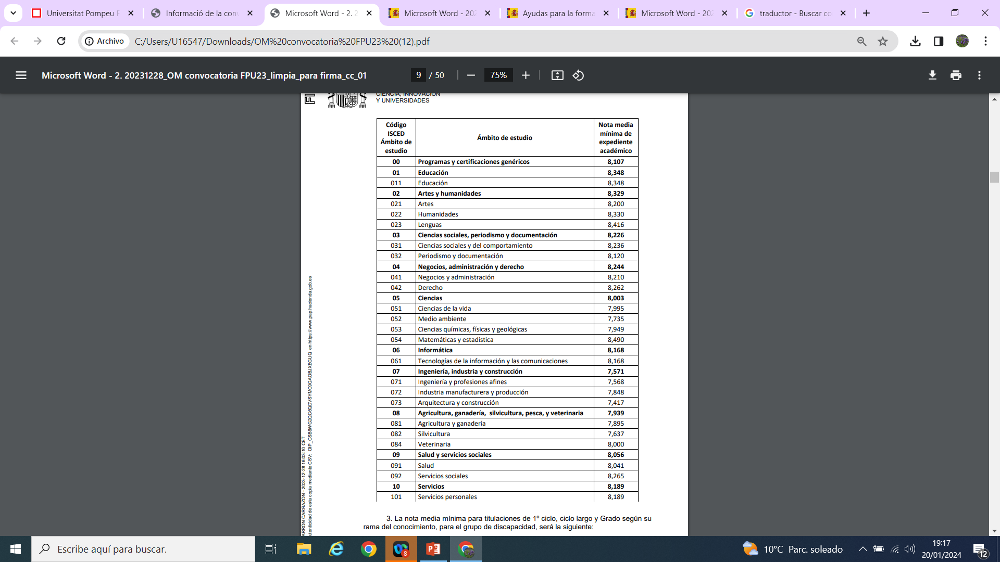 Universitat Pompeu F
Informació de la conv
Microsoft Word - 2. 2
Microsoft Word - 202
Ayudas para la forma
Microsoft Word - 202
traductor - Buscar co
Archivo
C:/Users/U16547/Downloads/OM%20convocatoria%20FPU23%20(12).pdf
Microsoft Word - 2. 20231228_OM convocatoria FPU23_limpia_para firma_cc_01
9 / 50
75%
CIENCIA, INNOVACIÓN
Y UNIVERSIDADES
Código ISCED Ámbito de estudio Ámbito de estudio Nota media mínima de expediente académico
00 Programas y certificaciones genéricos 8,107
01 Educación 8,348
011 Educación 8,348
02 Artes y humanidades 8,329
021 Artes 8,200
022 Humanidades 8,330
023 Lenguas 8,416
03 Ciencias sociales, periodismo y documentación 8,226
031 Ciencias sociales y del comportamiento 8,236
032 Periodismo y documentación 8,120
04 Negocios, administración y derecho 8,244
041 Negocios y administración 8,210
042 Derecho 8,262
05 Ciencias 8,003
051 Ciencias de la vida 7,995
052 Medio ambiente 7,735
053 Ciencias químicas, físicas y geológicas 7,949
054 Matemáticas y estadística 8,490
06 Informática 8,168
061 Tecnologías de la información y las comunicaciones 8,168
07 Ingeniería, industria y construcción 7,571
071 Ingeniería y profesiones afines 7,568
072 Industria manufacturera y producción 7,848
073 Arquitectura y construcción 7,417
08 Agricultura, ganadería, silvicultura, pesca, y veterinaria 7,939
081 Agricultura y ganadería 7,895
082 Silvicultura 7,637
084 Veterinaria 8,000
09 Salud y servicios sociales 8,056
091 Salud 8,041
092 Servicios sociales 8,265
10 Servicios 8,189
101 Servicios personales 8,189
3. La nota media mínima para titulaciones de 1º ciclo, ciclo largo y Grado según su
rama del conocimiento, para el grupo de discapacidad, será la siguiente:
ARRON CARRAZON - 2023-12-28 16:03:10 CET
utenticidad de esta copia mediante CSV: en https://www.pap.hacienda.gob.es
Escribe aquí para buscar.
8
10°C Parc. soleado
19:17
20/01/2024
12